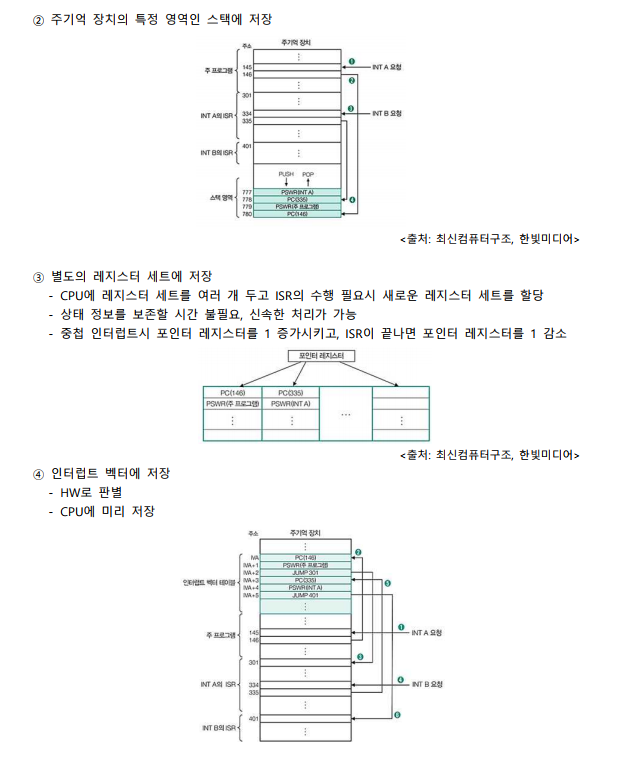 ② 주기억 장치의 특정 영역인 스택에 저장
주소 주기억 장치
주 프로그램
145
146
INT A 요청
301
INT A의 ISR
334
335
INT B 요청
401
INT B의 ISR
PUSH POP
스택 영역
777 PSWR(INT A)
778 PC(335)
779 PSWR(주 프로그램)
780 PC(146)
❶
❷
❸
❹
<출처: 최신컴퓨터구조, 한빛미디어>
③ 별도의 레지스터 세트에 저장
- CPU에 레지스터 세트를 여러 개 두고 ISR의 수행 필요시 새로운 레지스터 세트를 할당
- 상태 정보를 보존할 시간 불필요, 신속한 처리가 가능
- 중첩 인터럽트시 포인터 레지스터를 1 증가시키고, ISR이 끝나면 포인터 레지스터를 1 감소
포인터 레지스터
PC(146) PC(335)
PSWR(주 프로그램) PSWR(INT A)
…
<출처: 최신컴퓨터구조, 한빛미디어>
④ 인터럽트 벡터에 저장
- HW로 판별
- CPU에 미리 저장
주소 주기억 장치
인터럽트 벡터 테이블
IVA PC(146)
IVA+1 PSWR(주 프로그램)
IVA+2 JUMP 301
IVA+3 PC(335)
IVA+4 PSWR(INT A)
IVA+5 JUMP 401
주 프로그램
145
146
INT A 요청
301
INT A의 ISR
334
335
INT B 요청
401
INT B의 ISR
❶
❷
❸
❹
❺
❻